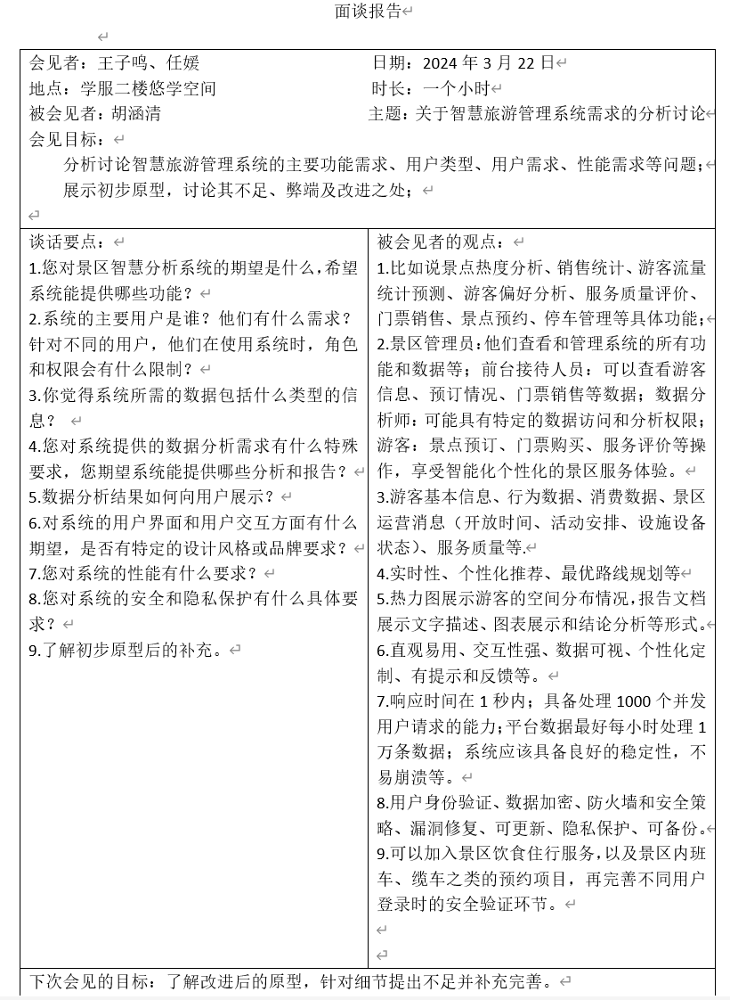 面谈报告
会见者：王子鸣、任媛
日期：2024 年 3 月 22 日
地点：学服二楼悠学空间
时长：一个小时
被会见者：胡涵清
主题：关于智慧旅游管理系统需求的分析讨论
会见目标：
分析讨论智慧旅游管理系统的主要功能需求、用户类型、用户需求、性能需求等问题；
展示初步原型，讨论其不足、弊端及改进之处；
谈话要点：
1.您对景区智慧分析系统的期望是什么，希望
系统能提供哪些功能？
2.系统的主要用户是谁？他们有什么需求？
针对不同的用户，他们在使用系统时，角色
和权限会有什么限制？
3.你觉得系统所需的数据包括什么类型的信
息？
4.您对系统提供的数据分析需求有什么特殊
要求，您期望系统能提供哪些分析和报告？
5.数据分析结果如何向用户展示？
6.对系统的用户界面和用户交互方面有什么
期望，是否有特定的设计风格或品牌要求？
7.您对系统的性能有什么要求？
8.您对系统的安全和隐私保护有什么具体要
求？
9.了解初步原型后的补充。
被会见者的观点：
1.比如说景点热度分析、销售统计、游客流量
统计预测、游客偏好分析、服务质量评价、
门票销售、景点预约、停车管理等具体功能；
2.景区管理员：他们查看和管理系统的所有功
能和数据等；前台接待人员：可以查看游客
信息、预订情况、门票销售等数据；数据分
析师：可能具有特定的数据访问和分析权限；
游客：景点预订、门票购买、服务评价等操
作，享受智能化个性化的景区服务体验。
3.游客基本信息、行为数据、消费数据、景区
运营消息（开放时间、活动安排、设施设备
状态）、服务质量等.
4.实时性、个性化推荐、最优路线规划等
5.热力图展示游客的空间分布情况，报告文档
展示文字描述、图表展示和结论分析等形式。
6.直观易用、交互性强、数据可视、个性化定
制、有提示和反馈等。
7.响应时间在 1 秒内；具备处理 1000 个并发
用户请求的能力；平台数据最好每小时处理 1
万条数据；系统应该具备良好的稳定性，不
易崩溃等。
8.用户身份验证、数据加密、防火墙和安全策
略、漏洞修复、可更新、隐私保护、可备份。
9.可以加入景区饮食住行服务，以及景区内班
车、缆车之类的预约项目，再完善不同用户
登录时的安全验证环节。
下次会见的目标：了解改进后的原型，针对细节提出不足并补充完善。